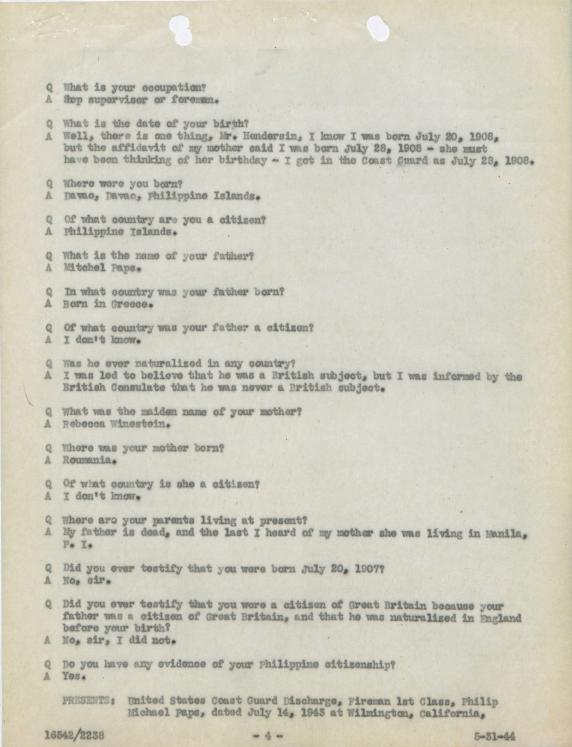 Q What is your occupation?
A Shop supervisor or foreman.
Q What is the date of your birth?
A Well, there is one thing, Mr. Hendersin, I know I was born July 20, 1908,
but the affidavit of my mother said I was born July 28, 1908 - she must
have been thinking of her birthday - I got in the Coast Guard as July 28, 1908.
Q Where were you born?
A Davao, Davao, Philippine Islands.
Q Of what country are you a citizen?
A Philippine Islands.
Q What is the name of your father?
A Mitchel Paps.
Q In what country was your father born?
A Born in Greece.
Q Of what country was your father a citizen?
A I don't know.
Q Was he ever naturalized in any country?
A I was led to believe that he was a British subject, but I was informed by the
British Consulate that he was never a British subject.
Q What was the maiden name of your mother?
A Rebecca Winestein.
Q Where was your mother born?
A Roumania.
Q Of what country is she a citizen?
A I don't know.
Q Where are your parents living at present?
A My father is dead, and the last I heard of my mother she was living in Manila,
P. I.
Q Did you ever testify that you were born July 20, 1907?
A No, sir.
Q Did you ever testify that you were a citizen of Great Britain because your
father was a citizen of Great Britain, and that he was naturalized in England
before your birth?
A No, sir, I did not.
Q Do you have any evidence of your Philippine citizenship?
A Yes.
PRESENTS: United States Coast Guard Discharge, Fireman 1st Class, Philip
Michael Paps, dated July 14, 1943 at Wilmington, California,
16542/2238 - 4 - 5-31-44